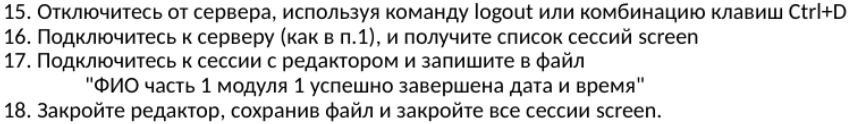 15. Отключитесь от сервера, используя команду logout или комбинацию клавиш Ctrl+D
16. Подключитесь к серверу (как в п.1), и получите список сессий screen
17. Подключитесь к сессии с редактором и запишите в файл
"ФИО часть 1 модуля 1 успешно завершена дата и время"
18. Закройте редактор, сохранив файл и закройте все сессии screen.